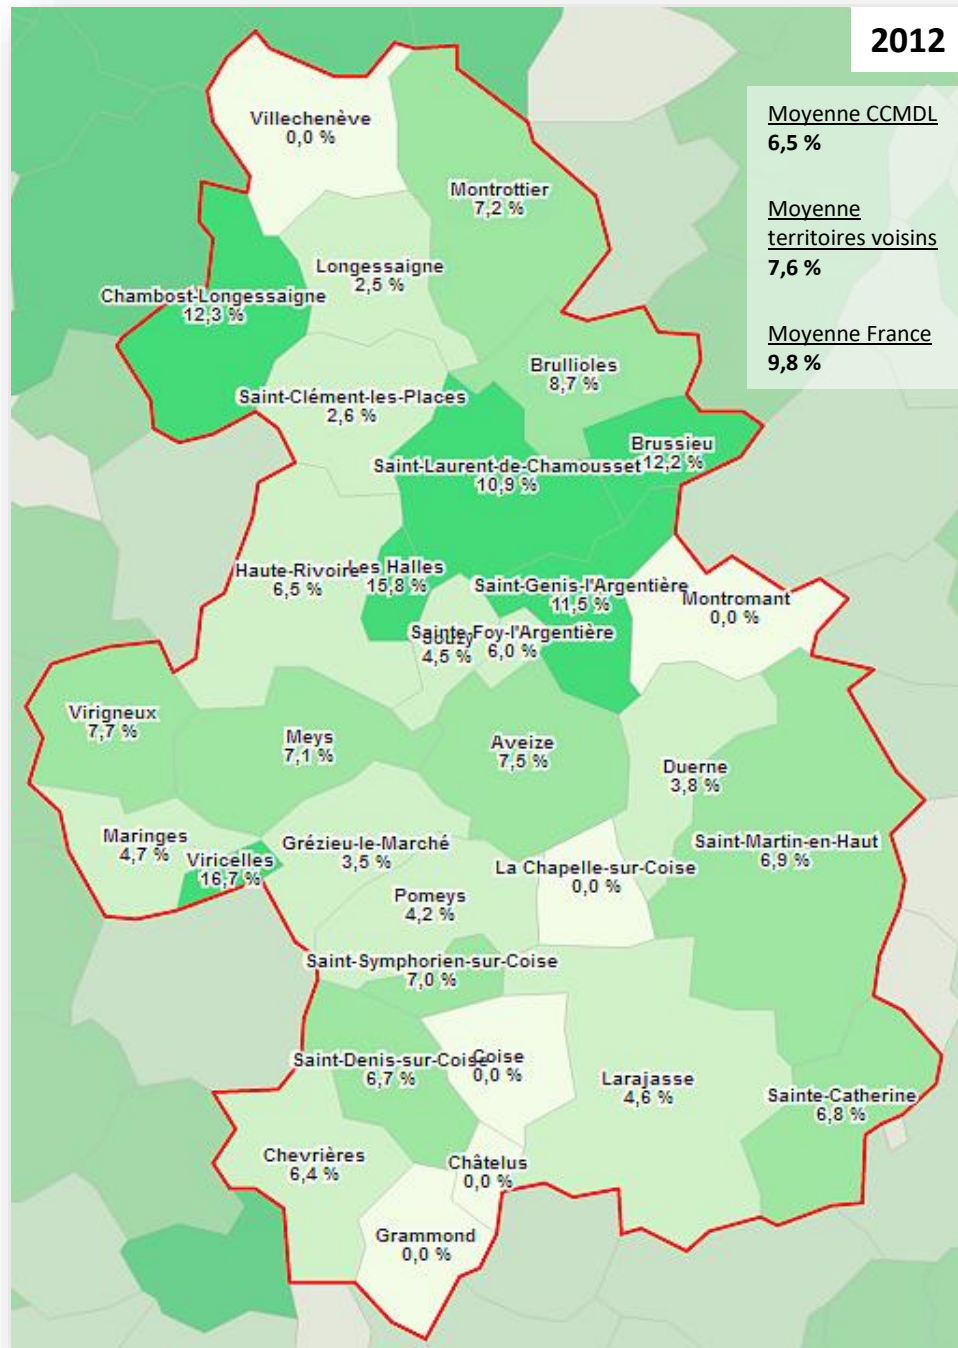 2012
Moyenne CCMDL
6,5 %
Moyenne
territoires voisins
7,6 %
Moyenne France
9,8 %
Villechenève
0,0 %
Montrottier
7,2 %
Longessaigne
2,5 %
Chambost-Longessaigne
12,3 %
Brullioles
8,7 %
Saint-Clément-les-Places
2,6 %
Brussieu
12,2 %
Saint-Laurent-de-Chamousset
10,9 %
Haute-Rivoire
6,5 %
Les Halles
15,8 %
Saint-Genis-l'Argentière
11,5 %
Montromant
0,0 %
Souzy
4,5 %
Sainte-Foy-l'Argentière
6,0 %
Virigneux
7,7 %
Meys
7,1 %
Aveize
7,5 %
Duerne
3,8 %
Maringes
4,7 %
Viricelles
16,7 %
Grézieu-le-Marché
3,5 %
La Chapelle-sur-Coise
0,0 %
Saint-Martin-en-Haut
6,9 %
Pomeys
4,2 %
Saint-Symphorien-sur-Coise
7,0 %
Saint-Denis-sur-Coise
6,7 %
Coise
0,0 %
Larajasse
4,6 %
Sainte-Catherine
6,8 %
Chevrières
6,4 %
Châtelus
0,0 %
Grammond
0,0 %